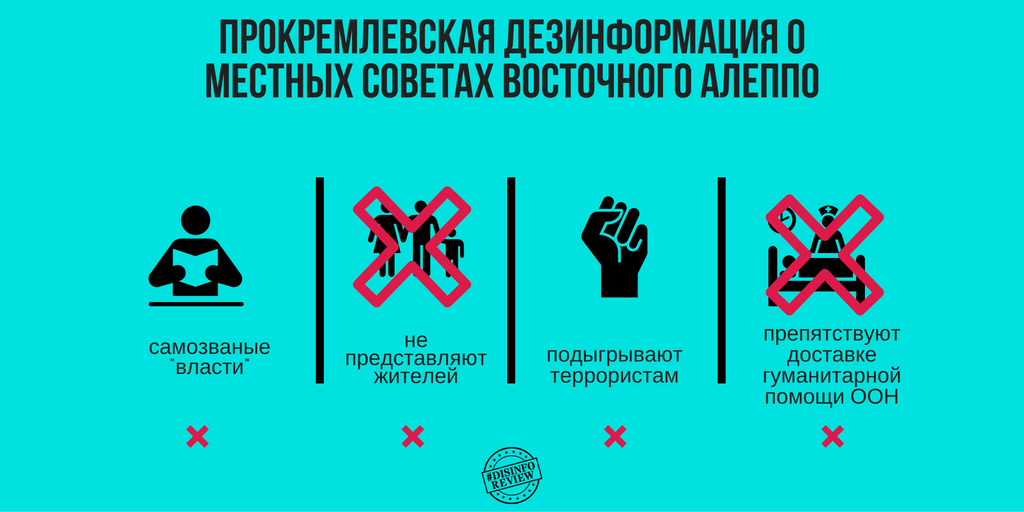 ПРОКРЕМЛЕВСКАЯ ДЕЗИНФОРМАЦИЯ О
МЕСТНЫХ СОВЕТАХ ВОСТОЧНОГО АЛЕППО
самозваные
"власти"
не
представляют
жителей
подыгрывают
террористам
препятствуют
доставке
гуманитарной
помощи ООН
#DISINFO
REVIEW